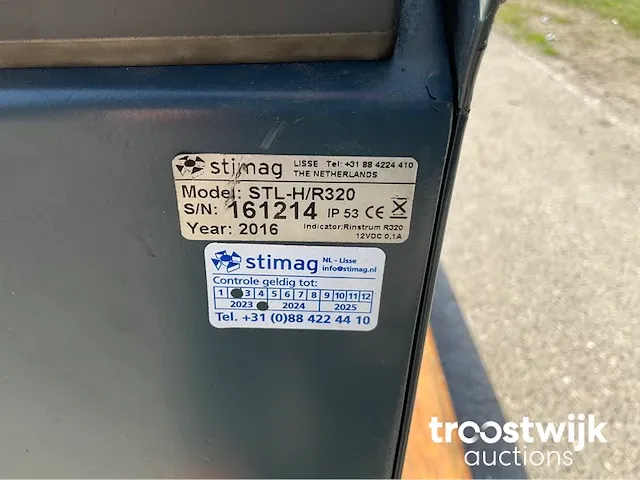 stimag LISSE Tel: +31 88 4224 410
THE NETHERLANDS
Model: STL-H/R320
S/N: 161214 IP 53 CE
Year: 2016 Indicator:Rinstrum R320
12VDC 0,1A
stimag NL - Lisse
info@stimag.nl
Controle geldig tot:
1 3 4 5 6 7 8 9 10 11 12
2023 2024 2025
Tel. +31 (0)88 422 44 10
troostwijk
auctions